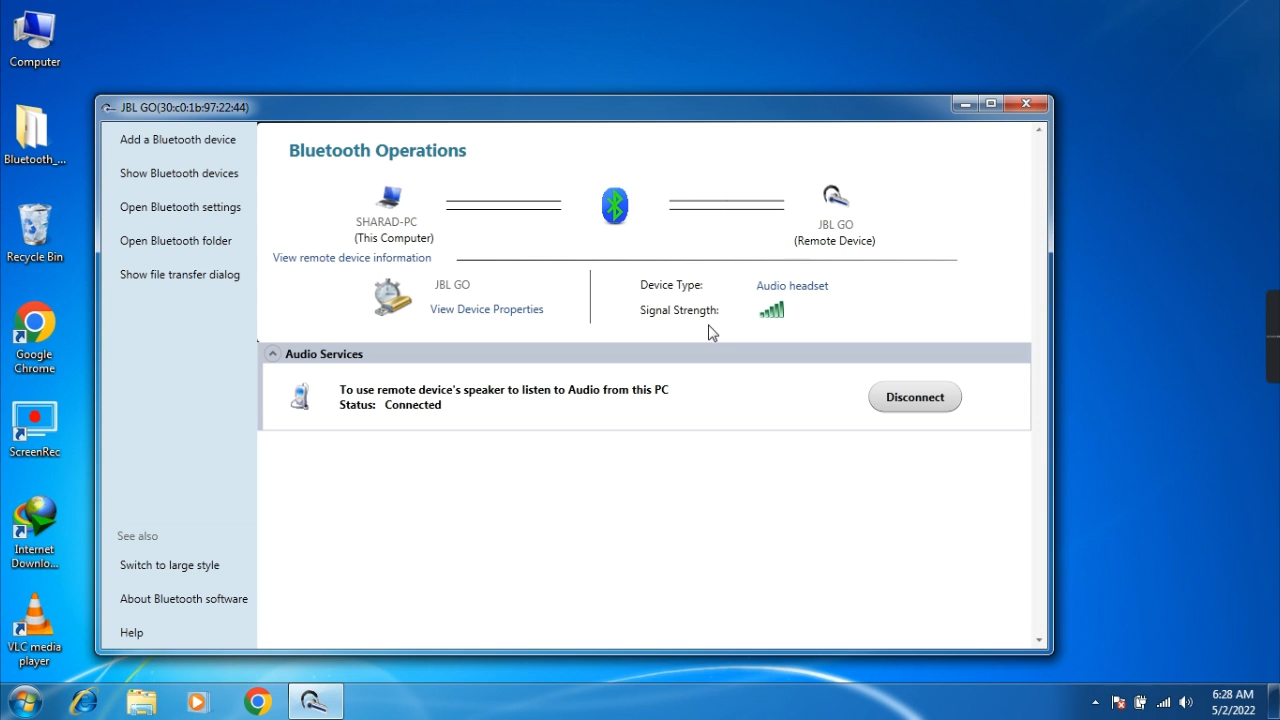 Computer
Bluetooth_...
Recycle Bin
Google
Chrome
ScreenRec
Internet
Downlo...
VLC media
player
JBL GO(30:c0:1b:97:22:44)
Add a Bluetooth device
Show Bluetooth devices
Open Bluetooth settings
Open Bluetooth folder
Show file transfer dialog
See also
Switch to large style
About Bluetooth software
Help
Bluetooth Operations
SHARAD-PC
(This Computer)
JBL GO
(Remote Device)
View remote device information
JBL GO
View Device Properties
Device Type: Audio headset
Signal Strength:
Audio Services
To use remote device's speaker to listen to Audio from this PC
Status: Connected
Disconnect
6:28 AM
5/2/2022